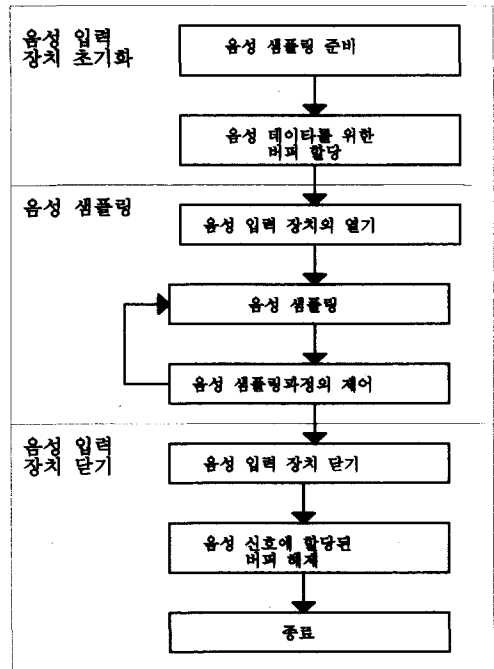 음성 입력
장치 초기화
음성 샘플링 준비
음성 데이타를 위한
버퍼 할당
음성 샘플링
음성 입력 장치의 열기
음성 샘플링
음성 샘플링과정의 제어
음성 입력
장치 닫기
음성 입력 장치 닫기
음성 신호에 할당된
버퍼 해제
종료